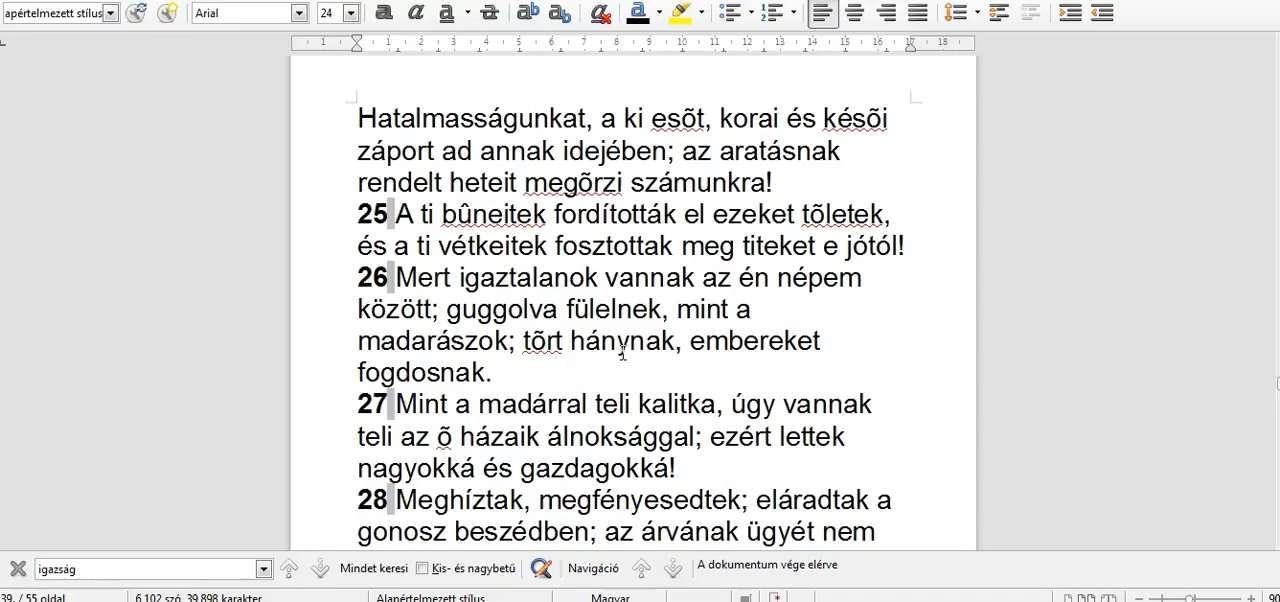 apértelmezett stílus Arial 24
1 1 2 3 4 5 6 7 8 9 10 11 12 13 14 15 16 17 18
Hatalmasságunkat, a ki esõt, korai és késõi
záport ad annak idejében; az aratásnak
rendelt heteit megõrzi számunkra!
25 A ti bûneitek fordították el ezeket tõletek,
és a ti vétkeitek fosztottak meg titeket e jótól!
26 Mert igaztalanok vannak az én népem
között; guggolva fülelnek, mint a
madarászok; tõrt hánynak, embereket
fogdosnak.
27 Mint a madárral teli kalitka, úgy vannak
teli az õ házaik álnoksággal; ezért lettek
nagyokká és gazdagokká!
28 Meghíztak, megfényesedtek; eláradtak a
gonosz beszédben; az árvának ügyét nem
igazság Mindet keresi Kis- és nagybetű Navigáció A dokumentum vége elérve
39. / 55 oldal 6 102 szó, 39 898 karakter Alapértelmezett stílus Magyar 90